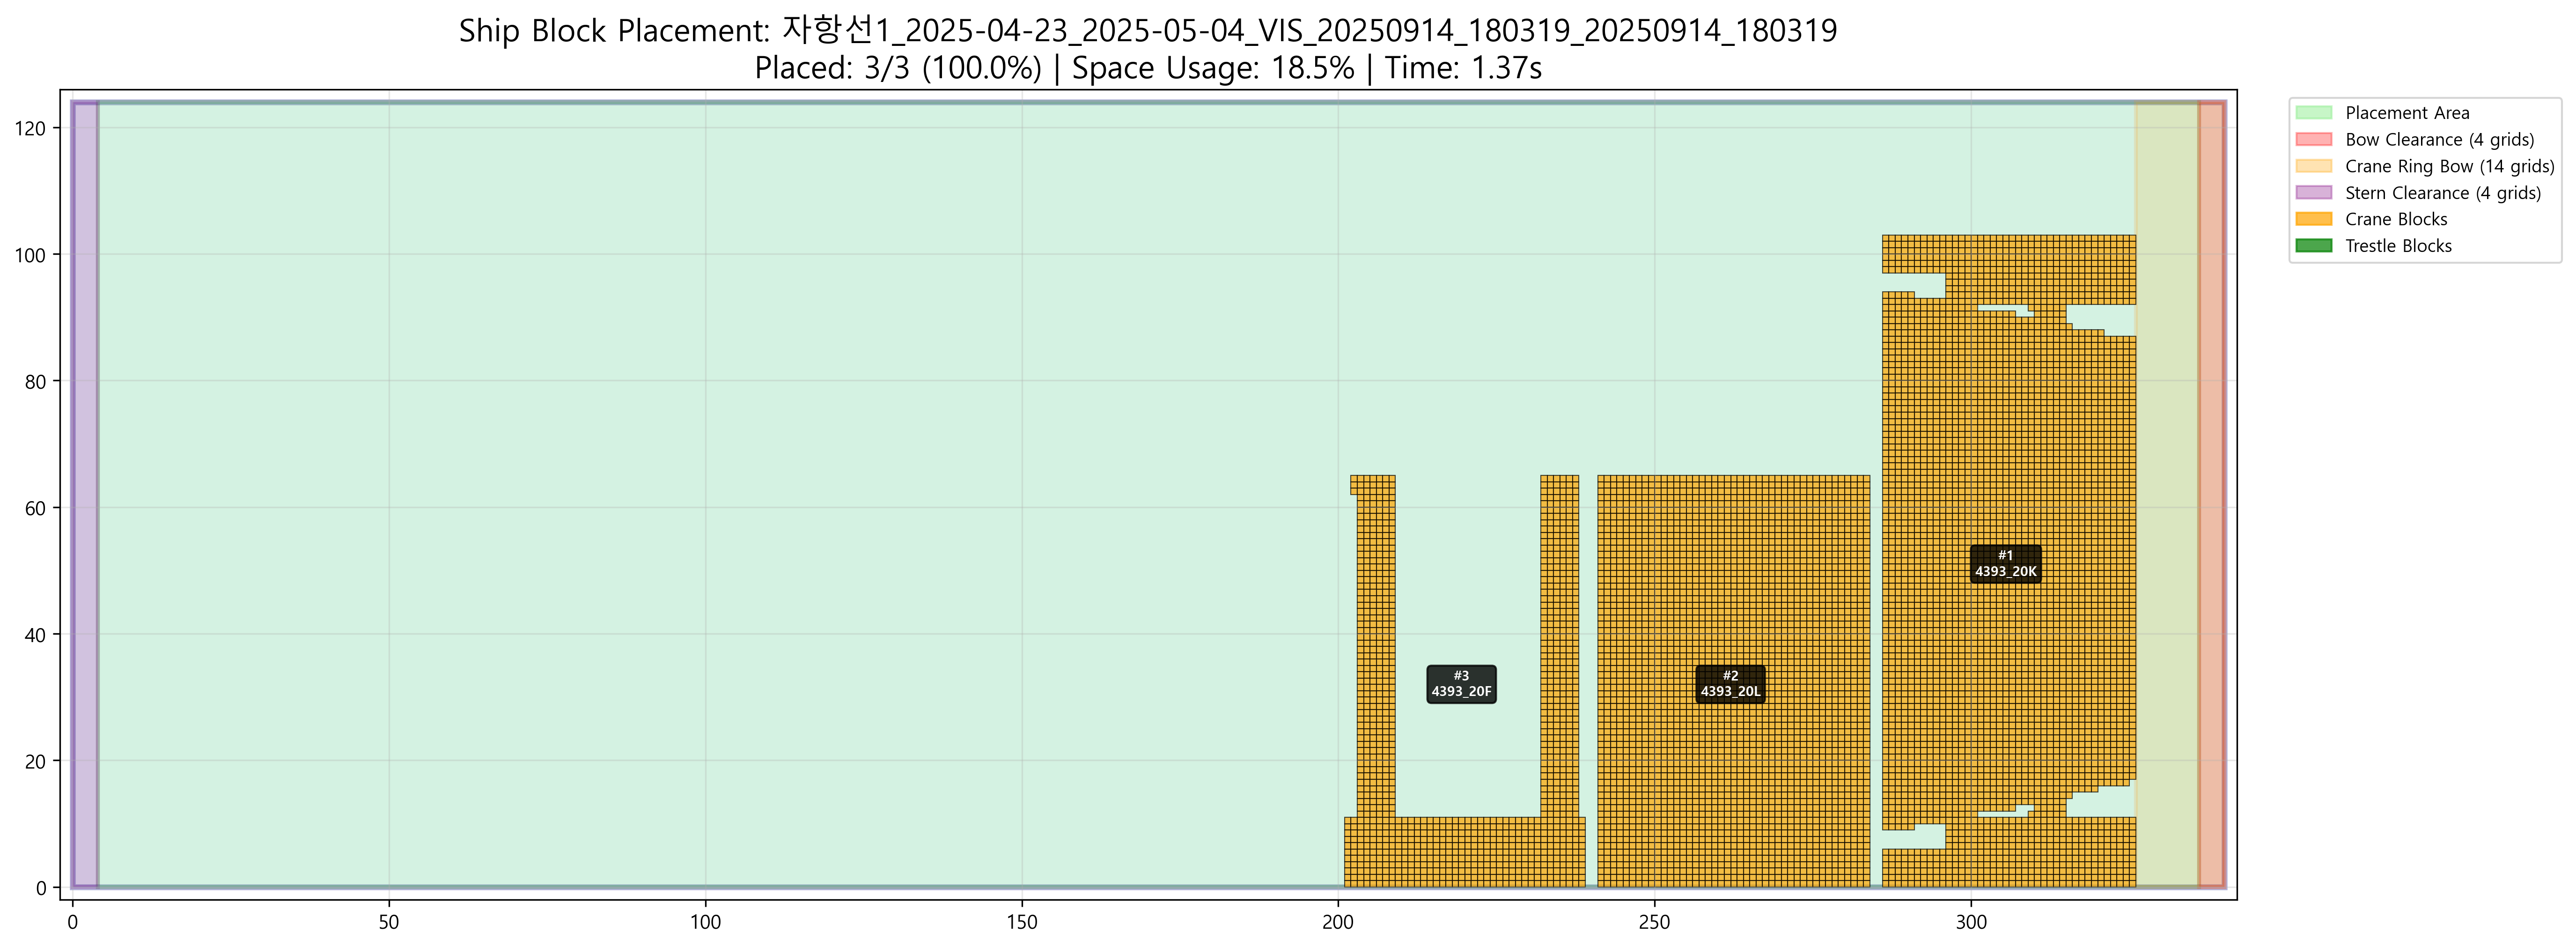 Ship Block Placement: 자항선1_2025-04-23_2025-05-04_VIS_20250914_180319_20250914_180319
Placed: 3/3 (100.0%) | Space Usage: 18.5% | Time: 1.37s
120
100
80
60
40
20
0
0
50
100
150
200
250
300
#1
4393_20K
#2
4393_20L
#3
4393_20F
Placement Area
Bow Clearance (4 grids)
Crane Ring Bow (14 grids)
Stern Clearance (4 grids)
Crane Blocks
Trestle Blocks